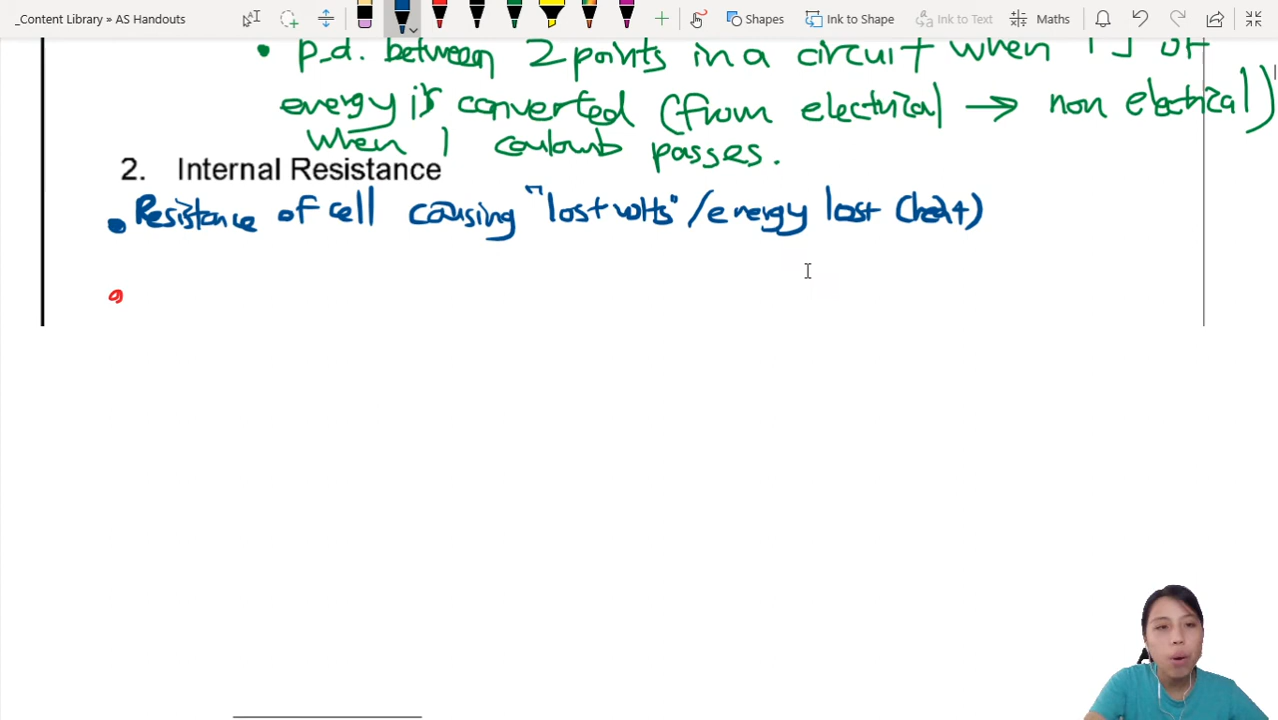 _Content Library » AS Handouts
Shapes
Ink to Shape
Ink to Text
Maths
• p.d. between 2 points in a circuit when 1 J of
energy is converted (from electrical → non electrical)
when 1 coulomb passes.
2. Internal Resistance
• Resistance of cell causing "lost volts" / energy lost (heat)